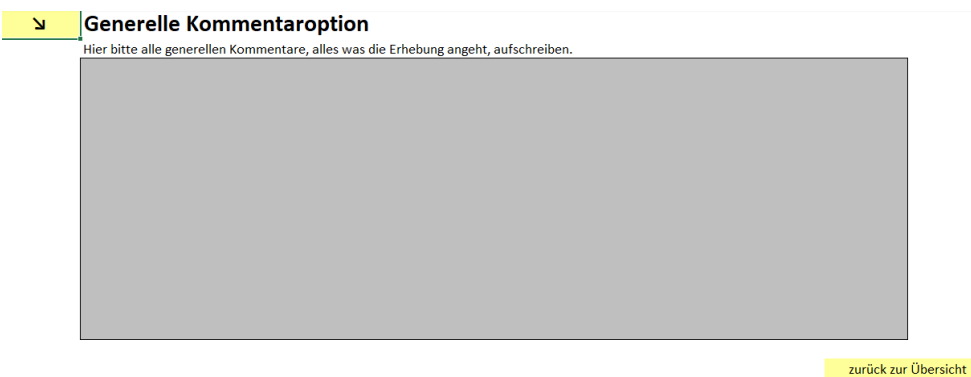 ↘ Generelle Kommentaroption
Hier bitte alle generellen Kommentare, alles was die Erhebung angeht, aufschreiben.
zurück zur Übersicht